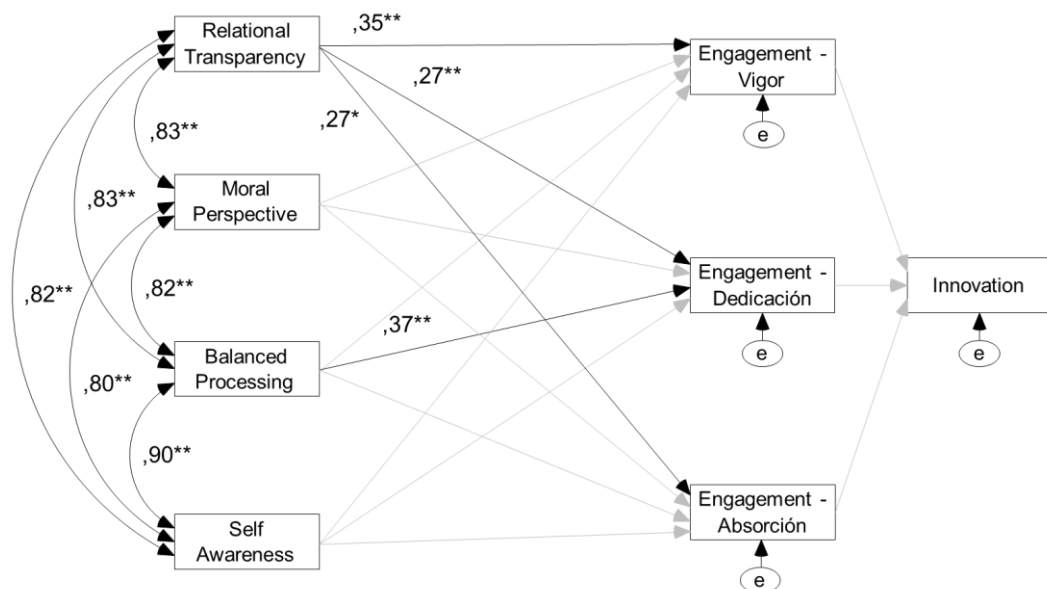 Relational
Transparency
,35**
Engagement -
Vigor
,27**
,27*
e
,83**
Moral
Perspective
,83**
Engagement -
Dedicación
Innovation
,82**
,82**
,37**
e
e
Balanced
Processing
,80**
,90**
Engagement -
Absorción
Self
Awareness
e